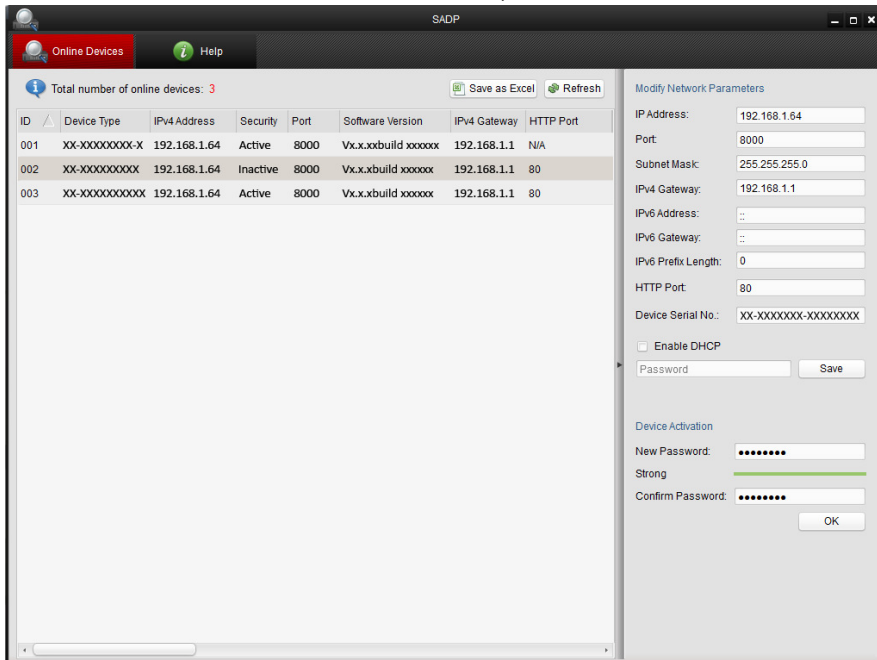 SADP
Online Devices Help
Total number of online devices: 3 Save as Excel Refresh
ID Device Type IPv4 Address Security Port Software Version IPv4 Gateway HTTP Port
001 XX-XXXXXXXX-X 192.168.1.64 Active 8000 Vx.x.xxbuild xxxxxx 192.168.1.1 N/A
002 XX-XXXXXXXXX 192.168.1.64 Inactive 8000 Vx.x.xbuild xxxxxx 192.168.1.1 80
003 XX-XXXXXXXXXX 192.168.1.64 Active 8000 Vx.x.xbuild xxxxxx 192.168.1.1 80
Modify Network Parameters
IP Address: 192.168.1.64
Port: 8000
Subnet Mask: 255.255.255.0
IPv4 Gateway: 192.168.1.1
IPv6 Address: ::
IPv6 Gateway: ::
IPv6 Prefix Length: 0
HTTP Port: 80
Device Serial No.: XX-XXXXXXX-XXXXXXXX
Enable DHCP
Password Save
Device Activation
New Password: ●●●●●●●●
Strong
Confirm Password: ●●●●●●●●
OK